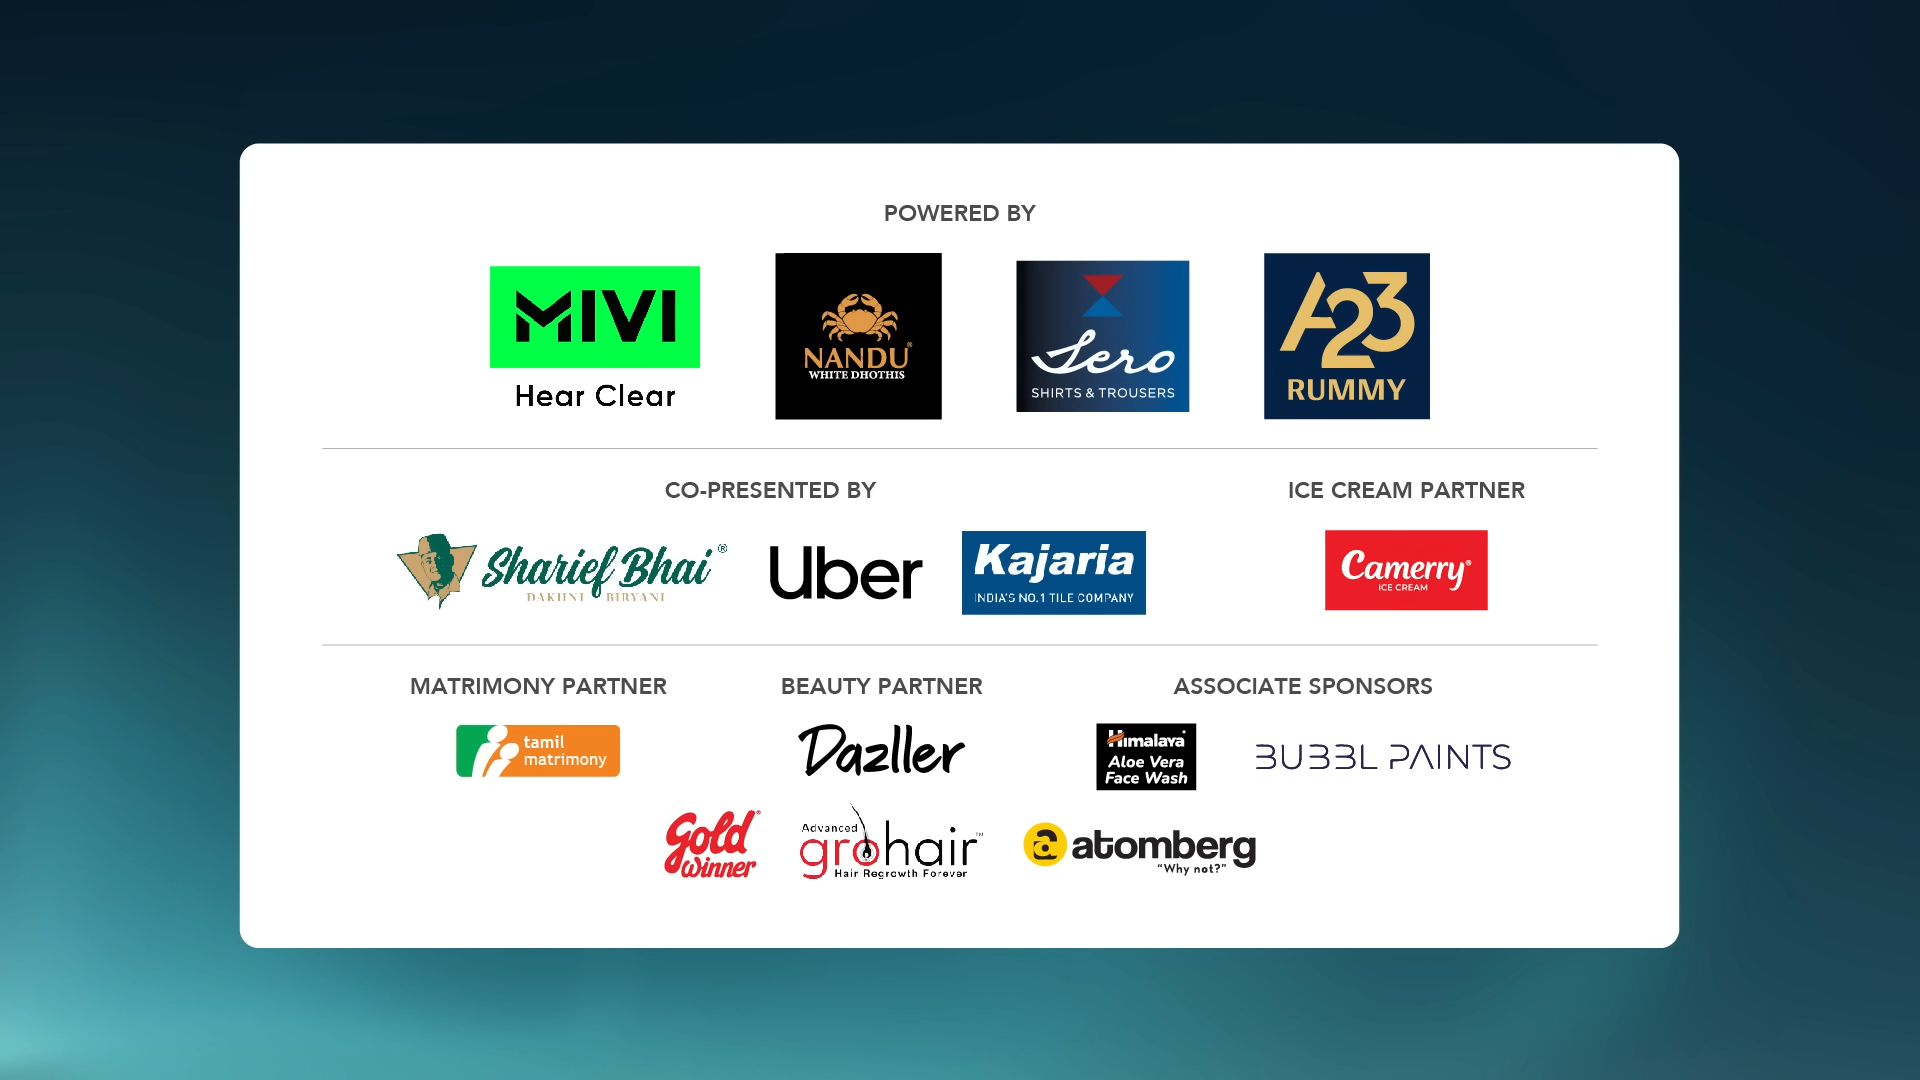 POWERED BY
MIVI
Hear Clear
NANDU®
WHITE DHOTHIS
Sero
SHIRTS & TROUSERS
A23
RUMMY
CO-PRESENTED BY
Sharief Bhai®
DAKHNI BIRYANI
Uber
Kajaria
INDIA'S NO.1 TILE COMPANY
ICE CREAM PARTNER
Camerry®
ICE CREAM
MATRIMONY PARTNER
tamil
matrimony
BEAUTY PARTNER
Dazller
ASSOCIATE SPONSORS
Himalaya
Aloe Vera
Face Wash
BUBBL PAINTS
Gold®
Winner
Advanced
grohair™
Hair Regrowth Forever
a atomberg
"Why not?"